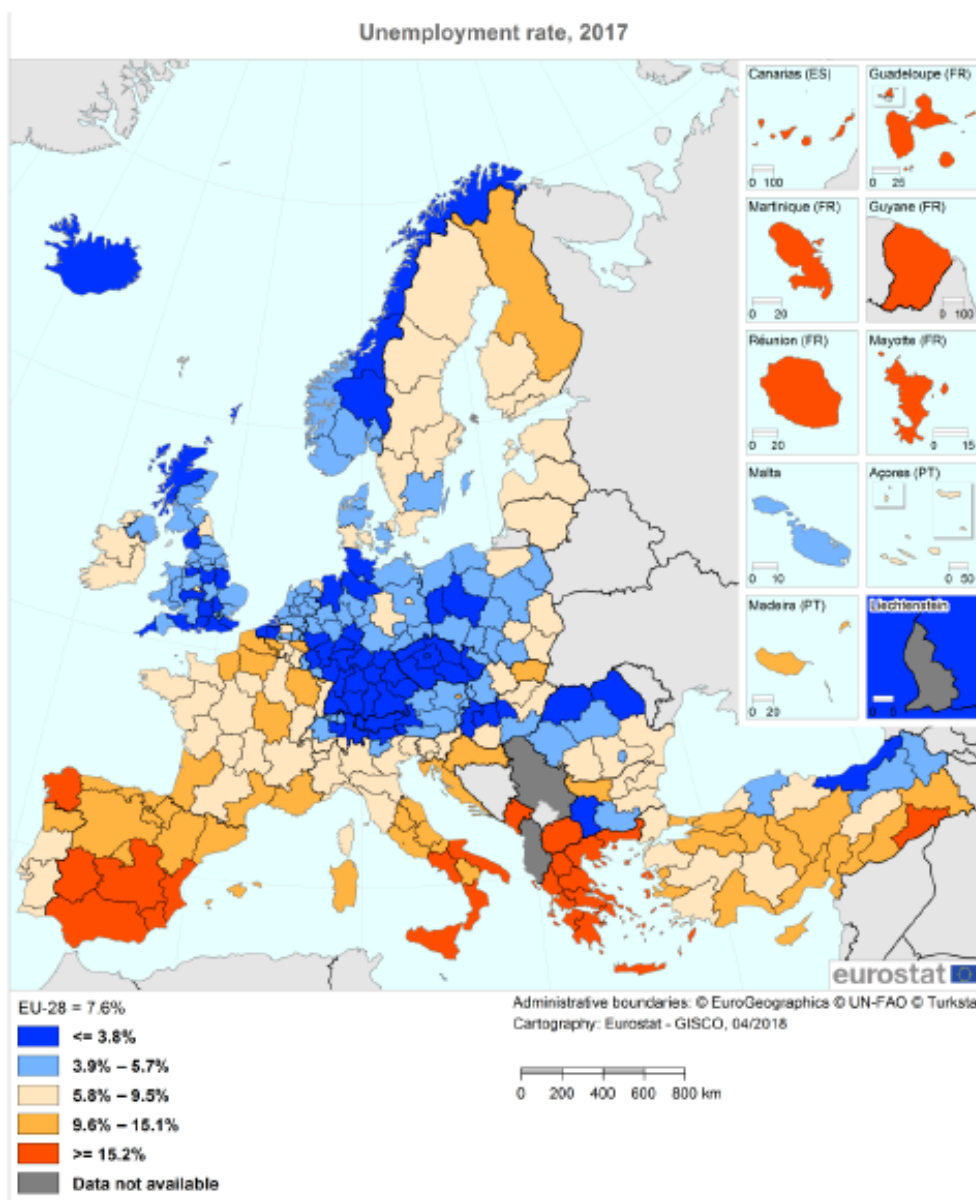 Unemployment rate, 2017
Canarias (ES)
0 100
Guadeloupe (FR)
0 25
Martinique (FR)
0 20
Guyane (FR)
0 100
Réunion (FR)
0 20
Mayotte (FR)
0 15
Malta
0 10
Açores (PT)
0 50
Madeira (PT)
0 20
Liechtenstein
eurostat
EU-28 = 7.6%
<= 3.8%
3.9% – 5.7%
5.8% – 9.5%
9.6% – 15.1%
>= 15.2%
Data not available
Administrative boundaries: © EuroGeographics © UN-FAO © Turksta
Cartography: Eurostat - GISCO, 04/2018
0 200 400 600 800 km